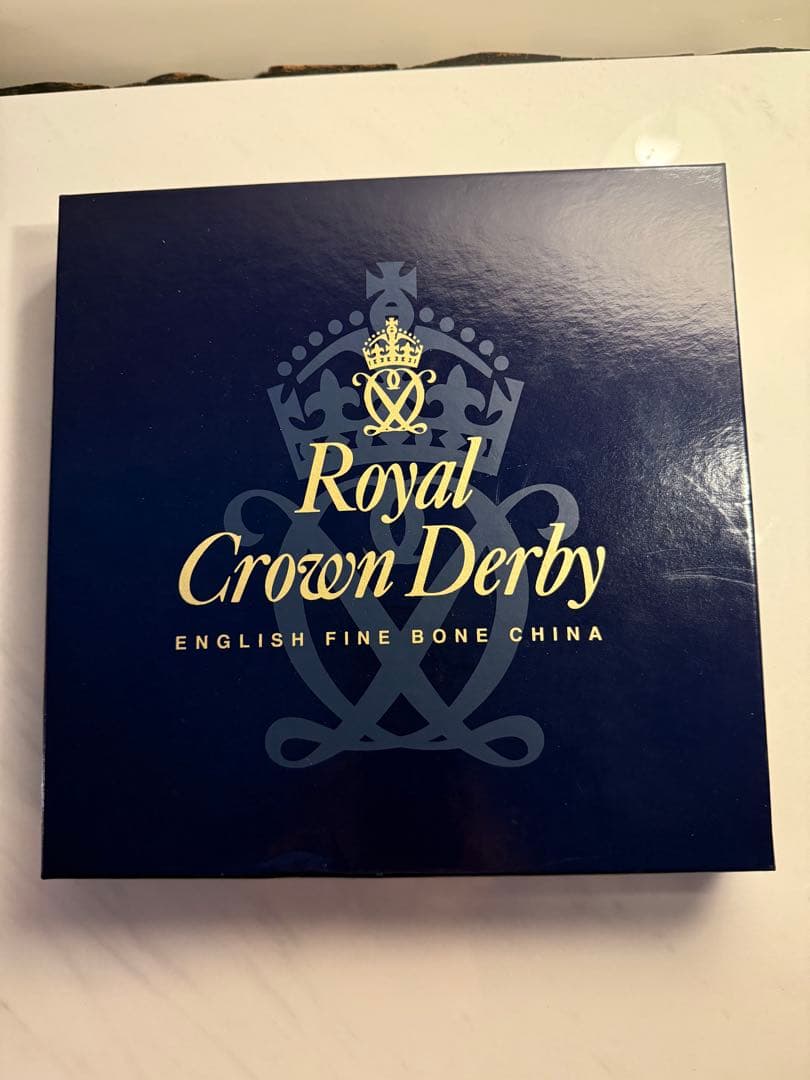 Royal
Crown Derby
ENGLISH FINE BONE CHINA